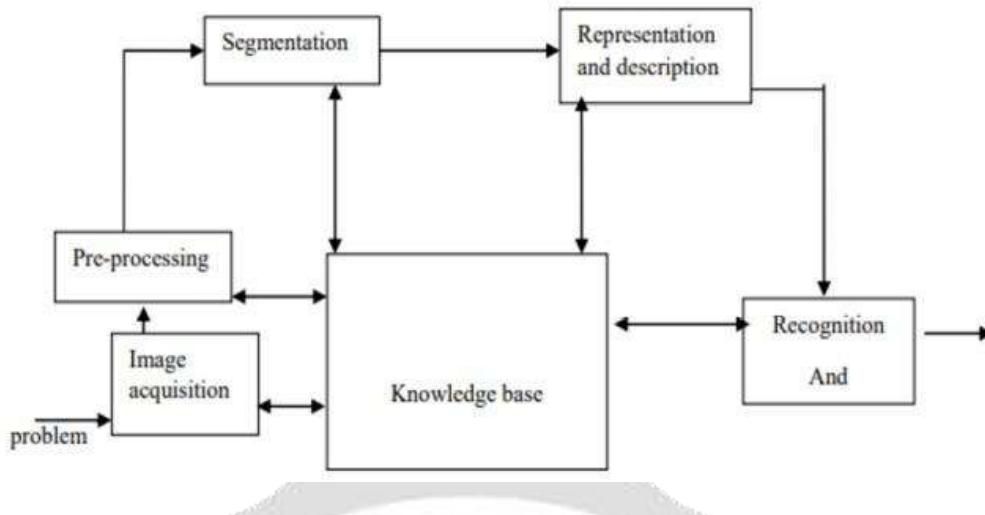 Segmentation
Representation
and description
Pre-processing
Image
acquisition
problem
Knowledge base
Recognition
And